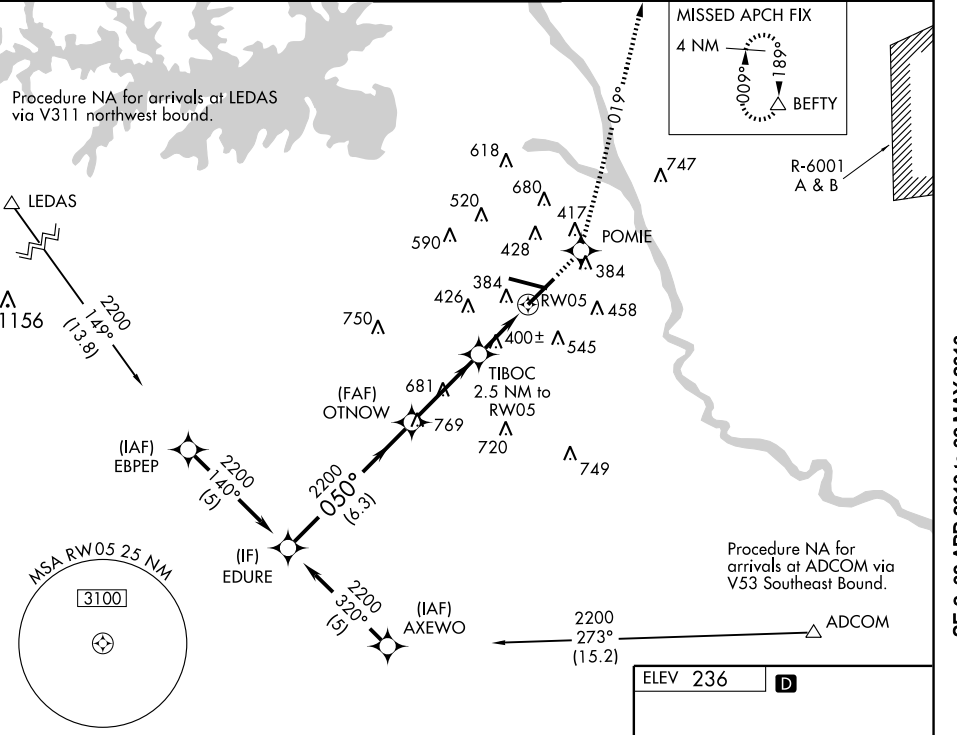 MISSED APCH FIX
4 NM
009°
189°
BEFTY
Procedure NA for arrivals at LEDAS
via V311 northwest bound.
019°
R-6001
A & B
618
747
680
LEDAS
520
417
590
428
POMIE
384
384
426
RW05
458
1156
2200
149°
(13.8)
750
400±
545
TIBOC
2.5 NM to
RW05
681
(FAF)
OTNOW
769
720
749
(IAF)
EBPEP
2200
140°
(5)
2200
050°
(6.3)
(IF)
EDURE
MSA RW05 25 NM
3100
2200
320°
(5)
(IAF)
AXEWO
Procedure NA for
arrivals at ADCOM via
V53 Southeast Bound.
2200
273°
(15.2)
ADCOM
ELEV 236
D